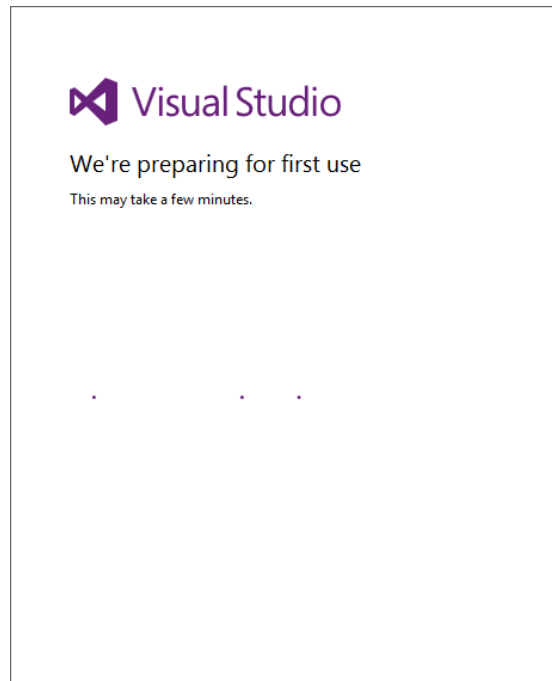 Visual Studio
We're preparing for first use
This may take a few minutes.